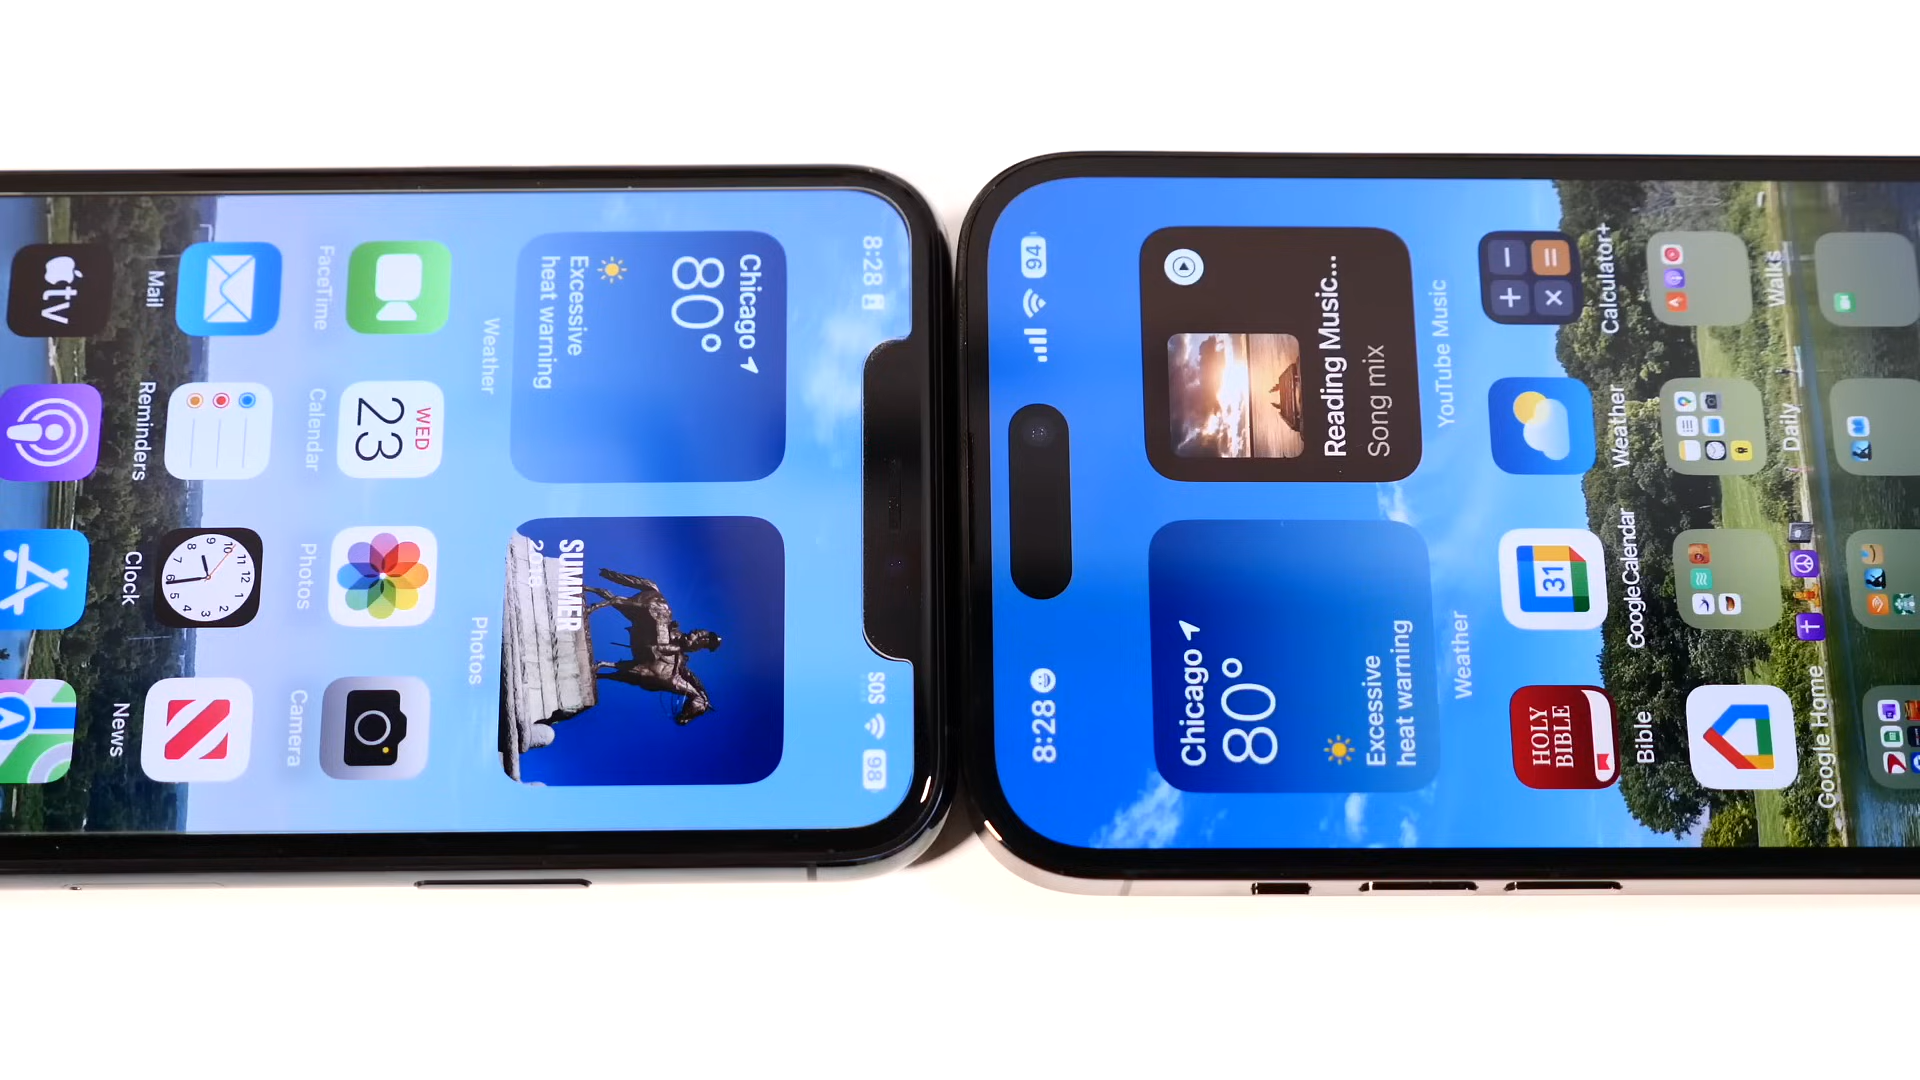 8:28
SOS
98
Chicago
80°
Excessive
heat warning
Weather
SUMMER
2018
Photos
WED
23
FaceTime
Calendar
Photos
Camera
Mail
Reminders
Clock
News
tv
8:28
94
Chicago
80°
Excessive
heat warning
Weather
Reading Music...
Song mix
YouTube Music
HOLY
BIBLE
31
Bible
Google Calendar
Weather
Calculator+
Google Home
Daily
Walks